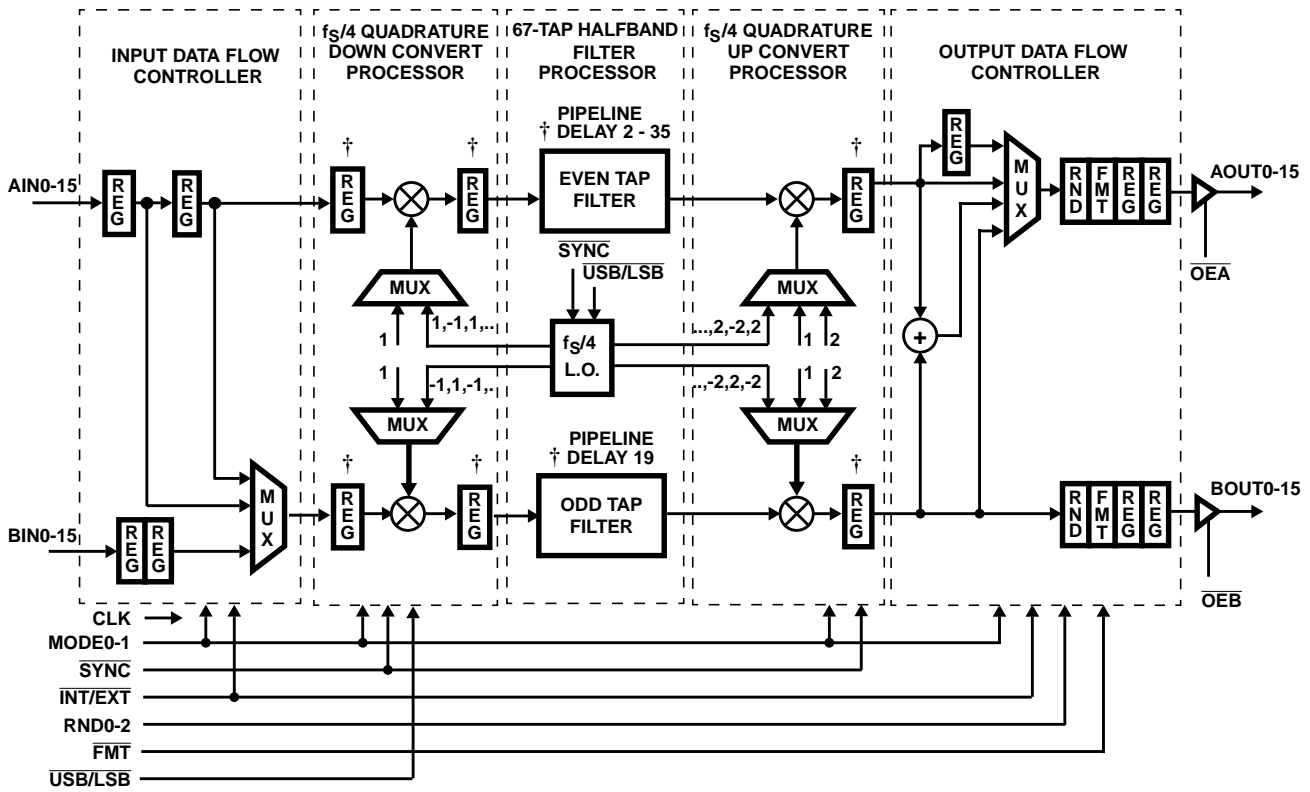 INPUT DATA FLOW
CONTROLLER
fS/4 QUADRATURE
DOWN CONVERT
PROCESSOR
67-TAP HALFBAND
FILTER
PROCESSOR
fS/4 QUADRATURE
UP CONVERT
PROCESSOR
OUTPUT DATA FLOW
CONTROLLER
AIN0-15
REG
REG
†
REG
†
REG
PIPELINE
† DELAY 2 - 35
EVEN TAP
FILTER
†
REG
REG
MUX
RND
FMT
REG
REG
AOUT0-15
OEA
SYNC
USB/LSB
MUX
1
1,-1,1,..
fS/4
L.O.
1
-1,1,-1,.
MUX
MUX
...,2,-2,2
1
2
..,-2,2,-2
1
2
MUX
+
BIN0-15
REG
REG
MUX
†
REG
†
REG
PIPELINE
† DELAY 19
ODD TAP
FILTER
†
REG
RND
FMT
REG
REG
BOUT0-15
OEB
CLK
MODE0-1
SYNC
INT/EXT
RND0-2
FMT
USB/LSB